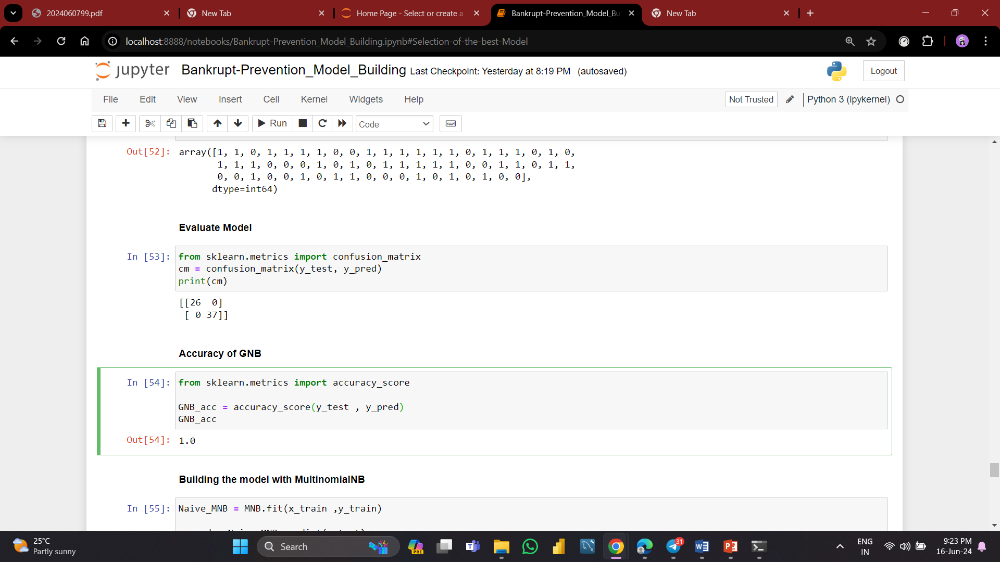 2024060799.pdf
New Tab
Home Page - Select or create a
Bankrupt-Prevention_Model_Bu
New Tab
localhost:8888/notebooks/Bankrupt-Prevention_Model_Building.ipynb#Selection-of-the-best-Model
jupyter Bankrupt-Prevention_Model_Building Last Checkpoint: Yesterday at 8:19 PM (autosaved)
Logout
File Edit View Insert Cell Kernel Widgets Help
Not Trusted
Python 3 (ipykernel)
Run
Code
Out[52]: array([1, 1, 0, 1, 1, 1, 1, 0, 0, 1, 1, 1, 1, 1, 1, 0, 1, 1, 1, 0, 1, 0,
1, 1, 1, 0, 0, 0, 1, 0, 1, 0, 1, 1, 1, 1, 1, 0, 0, 1, 1, 0, 1, 1,
0, 0, 1, 0, 0, 1, 0, 1, 1, 0, 0, 0, 1, 0, 1, 0, 1, 0, 0],
dtype=int64)
Evaluate Model
In [53]: from sklearn.metrics import confusion_matrix
cm = confusion_matrix(y_test, y_pred)
print(cm)
[[26  0]
[ 0 37]]
Accuracy of GNB
In [54]: from sklearn.metrics import accuracy_score
GNB_acc = accuracy_score(y_test , y_pred)
GNB_acc
Out[54]: 1.0
Building the model with MultinomialNB
In [55]: Naive_MNB = MNB.fit(x_train ,y_train)
25°C
Partly sunny
Search
PRE
31
ENG
IN
9:23 PM
16-Jun-24